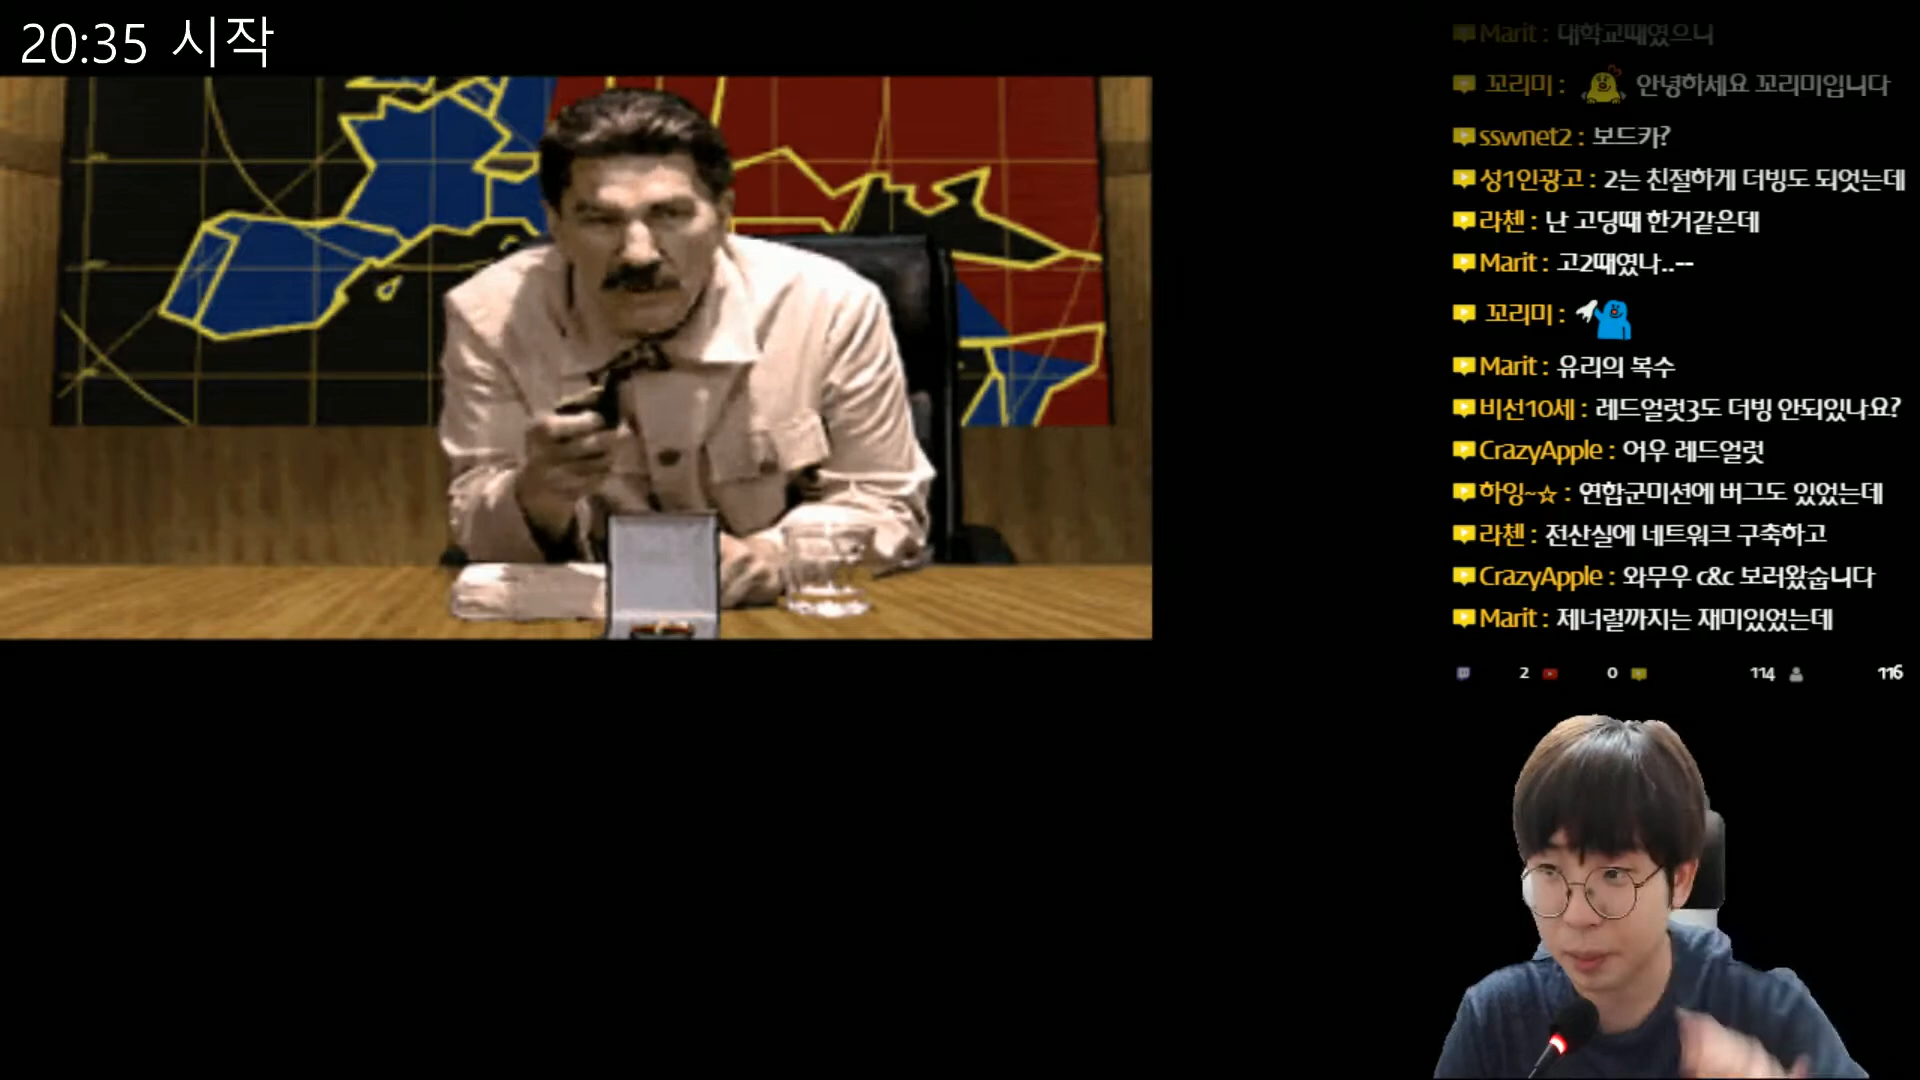 20:35 시작
Marit : 대학교때였으니
꼬리미 : 안녕하세요 꼬리미입니다
sswnet2 : 보드카?
성1인광고 : 2는 친절하게 더빙도 되엇는데
라첸 : 난 고딩때 한거같은데
Marit : 고2때였나..--
꼬리미 :
Marit : 유리의 복수
비선10세 : 레드얼럿3도 더빙 안되있나요?
CrazyApple : 어우 레드얼럿
하잉~☆ : 연합군미션에 버그도 있었는데
라첸 : 전산실에 네트워크 구축하고
CrazyApple : 와무우 c&c 보러왔습니다
Marit : 제너럴까지는 재미있었는데
2 0 114 116